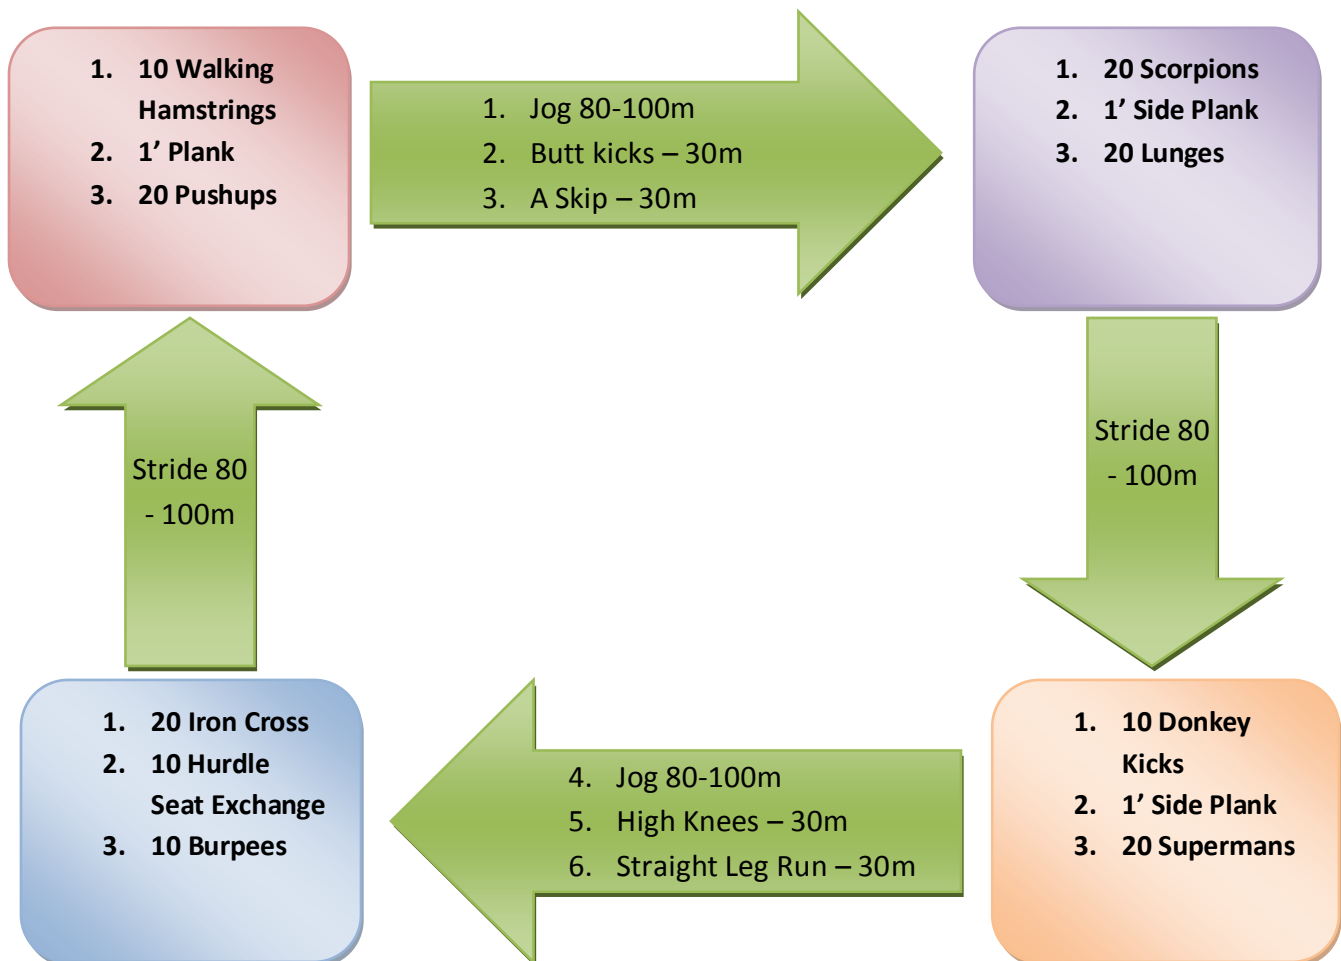 1. 10 Walking
Hamstrings
2. 1’ Plank
3. 20 Pushups
1. Jog 80-100m
2. Butt kicks – 30m
3. A Skip – 30m
1. 20 Scorpions
2. 1’ Side Plank
3. 20 Lunges
Stride 80
- 100m
Stride 80
- 100m
1. 20 Iron Cross
2. 10 Hurdle
Seat Exchange
3. 10 Burpees
4. Jog 80-100m
5. High Knees – 30m
6. Straight Leg Run – 30m
1. 10 Donkey
Kicks
2. 1’ Side Plank
3. 20 Supermans